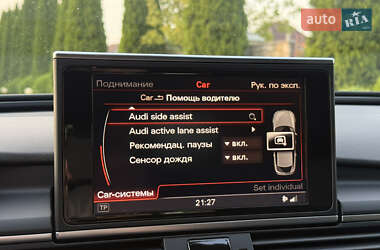 auto RIA
Поднимание Car Рук. по эксп.
Car Помощь водителю
Audi side assist
Audi active lane assist
Рекомендац. паузы вкл.
Сенсор дождя вкл.
Car-системы Set individual
TP 21:27